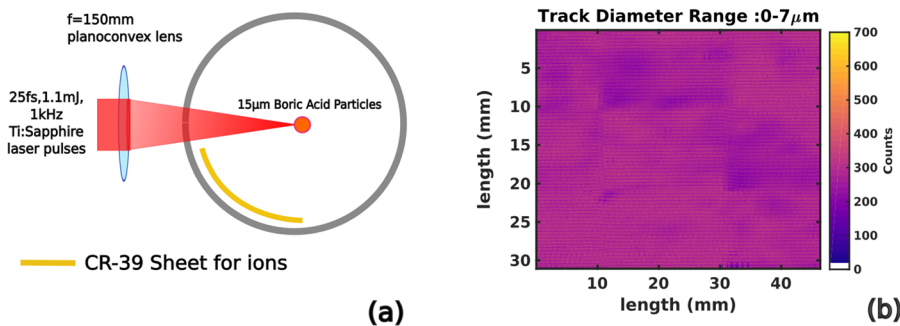 f=150mm
planoconvex lens
25fs,1.1mJ,
1kHz
Ti:Sapphire
laser pulses
15μm Boric Acid Particles
CR-39 Sheet for ions
(a)
Track Diameter Range :0-7μm
5
10
15
20
25
30
length (mm)
10
20
30
40
length (mm)
700
600
500
400
300
200
100
0
Counts
(b)